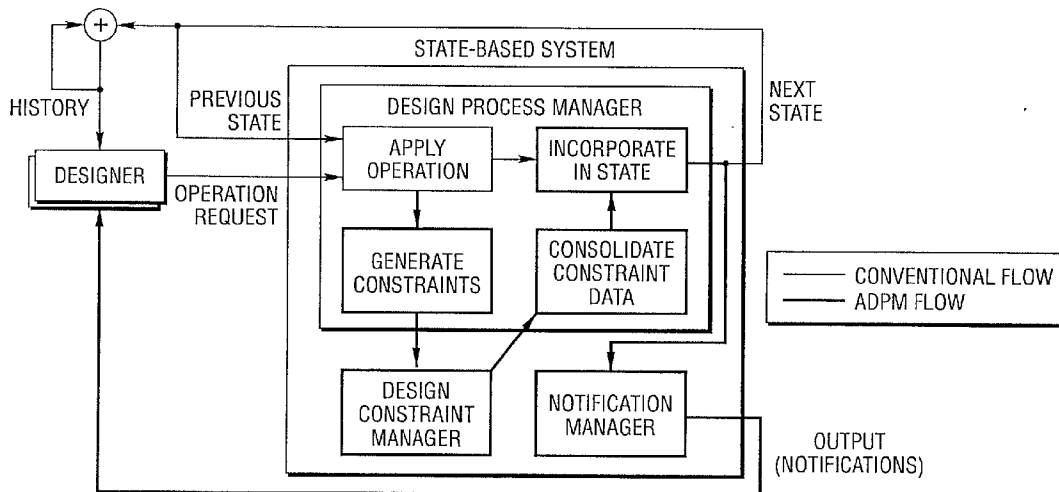 +
STATE-BASED SYSTEM
HISTORY
PREVIOUS
STATE
DESIGN PROCESS MANAGER
NEXT
STATE
DESIGNER
OPERATION
REQUEST
APPLY
OPERATION
INCORPORATE
IN STATE
GENERATE
CONSTRAINTS
CONSOLIDATE
CONSTRAINT
DATA
CONVENTIONAL FLOW
ADPM FLOW
DESIGN
CONSTRAINT
MANAGER
NOTIFICATION
MANAGER
OUTPUT
(NOTIFICATIONS)